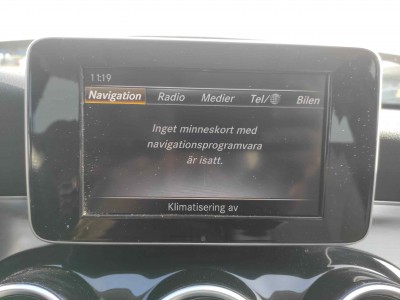 11:19
Navigation Radio Medier Tel/ Bilen
Inget minneskort med
navigationsprogramvara
är isatt.
Klimatisering av